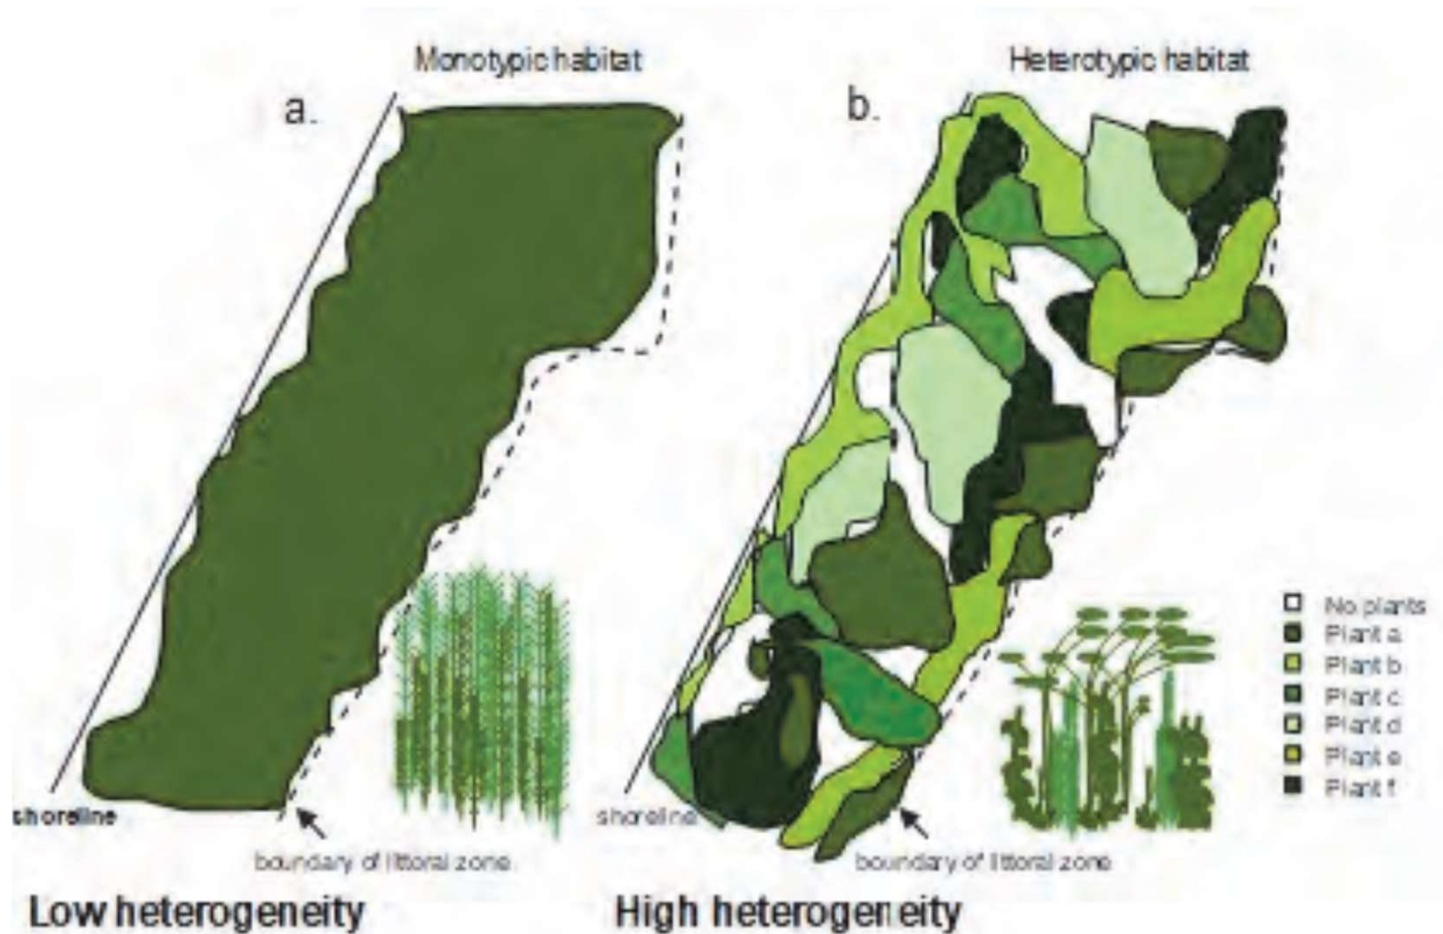 Monotypic habitat
Heterotypic habitat
a.
b.
No plants
Plant a
Plant b
Plant c
Plant d
Plant e
Plant f
shoreline
shoreline
boundary of littoral zone
boundary of littoral zone
Low heterogeneity
High heterogeneity